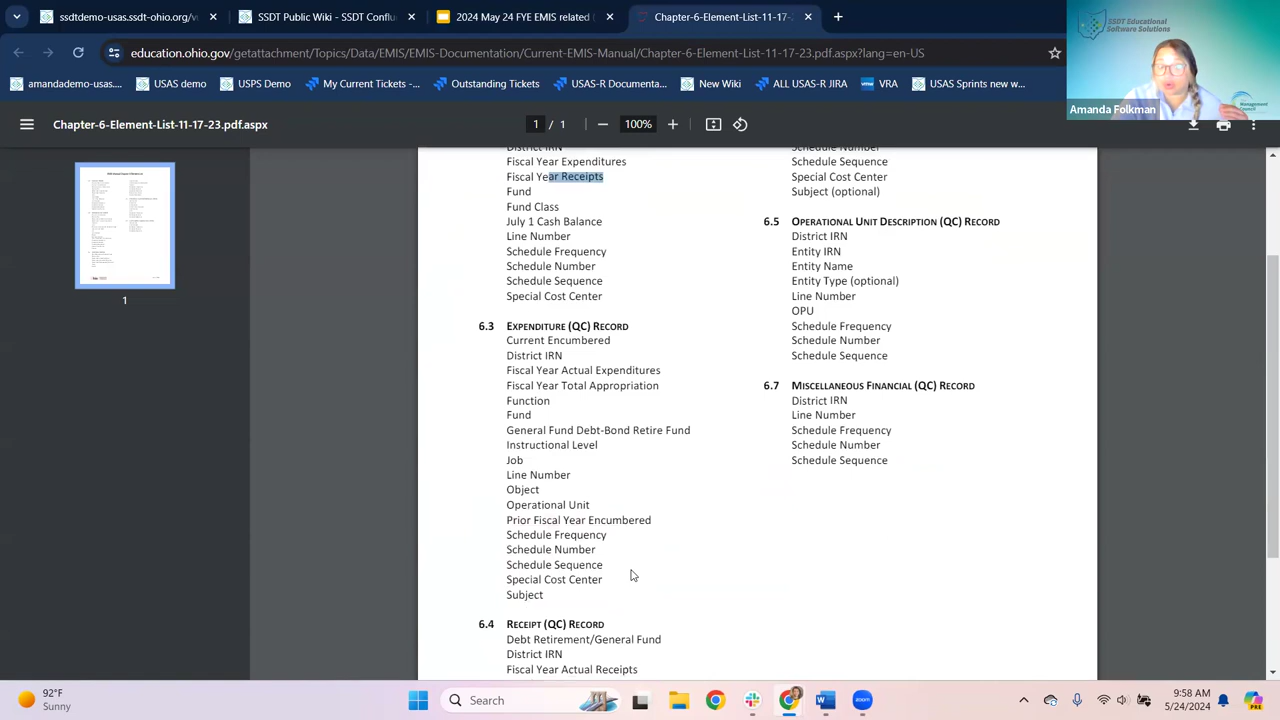 ssdtdemo-uas.ssdt-ohio.org/w
SSDT Public Wiki - SSDT Conflu
2024 May 24 FYE EMIS related (
Chapter-6-Element-List-11-17-2
education.ohio.gov/getattachment/Topics/Data/EMIS/EMIS-Documentation/Current-EMIS-Manual/Chapter-6-Element-List-11-17-23.pdf.aspx?lang=en-US
amandademo-usas....
USAS demo
USPS Demo
My Current Tickets -...
Pending Tickets
USAS-R Documenta...
New Wiki
ALL USAS-R JIRA
VRA
USAS Sprints new w...
SSDT Educational
Software Solutions
Management
Council
Amanda Folkman
Chapter-6-Element-List-11-17-23.pdf.aspx
1
1
100%
1
District IRN
Fiscal Year Expenditures
Fiscal Year Receipts
Fund
Fund Class
July 1 Cash Balance
Line Number
Schedule Frequency
Schedule Number
Schedule Sequence
Special Cost Center
6.3 EXPENDITURE (QC) RECORD
Current Encumbered
District IRN
Fiscal Year Actual Expenditures
Fiscal Year Total Appropriation
Function
Fund
General Fund Debt-Bond Retire Fund
Instructional Level
Job
Line Number
Object
Operational Unit
Prior Fiscal Year Encumbered
Schedule Frequency
Schedule Number
Schedule Sequence
Special Cost Center
Subject
6.4 RECEIPT (QC) RECORD
Debt Retirement/General Fund
District IRN
Fiscal Year Actual Receipts
Schedule Number
Schedule Sequence
Special Cost Center
Subject (optional)
6.5 OPERATIONAL UNIT DESCRIPTION (QC) RECORD
District IRN
Entity IRN
Entity Name
Entity Type (optional)
Line Number
OPU
Schedule Frequency
Schedule Number
Schedule Sequence
6.7 MISCELLANEOUS FINANCIAL (QC) RECORD
District IRN
Line Number
Schedule Frequency
Schedule Number
Schedule Sequence
92°F
Sunny
Search
zoom
9:58 AM
5/24/2024
PRE